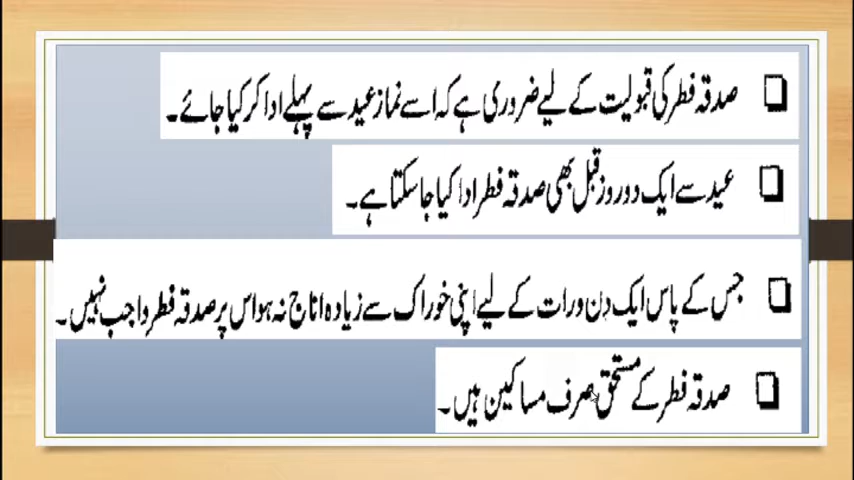 ❑ صدقہ فطر کی قبولیت کے لیے ضروری ہے کہ اسے نماز عید سے پہلے ادا کر کیا جائے۔
❑ عید سے ایک دو روز قبل بھی صدقہ فطر ادا کیا جا سکتا ہے۔
❑ جس کے پاس ایک دن ورات کے لیے اپنی خوراک سے زیادہ اناج نہ ہو اس پر صدقہ فطر واجب نہیں۔
❑ صدقہ فطر کے مستحق صرف مساکین ہیں۔